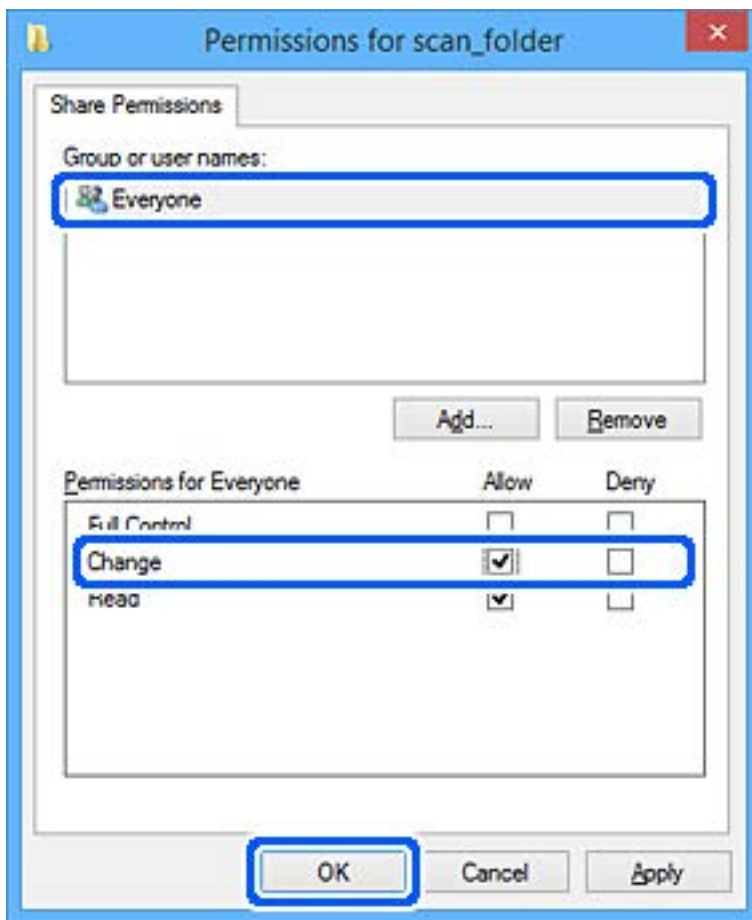 Permissions for scan_folder
Share Permissions
Group or user names:
Everyone
Add... Remove
Permissions for Everyone Allow Deny
Full Control
Change
Read
OK Cancel Apply